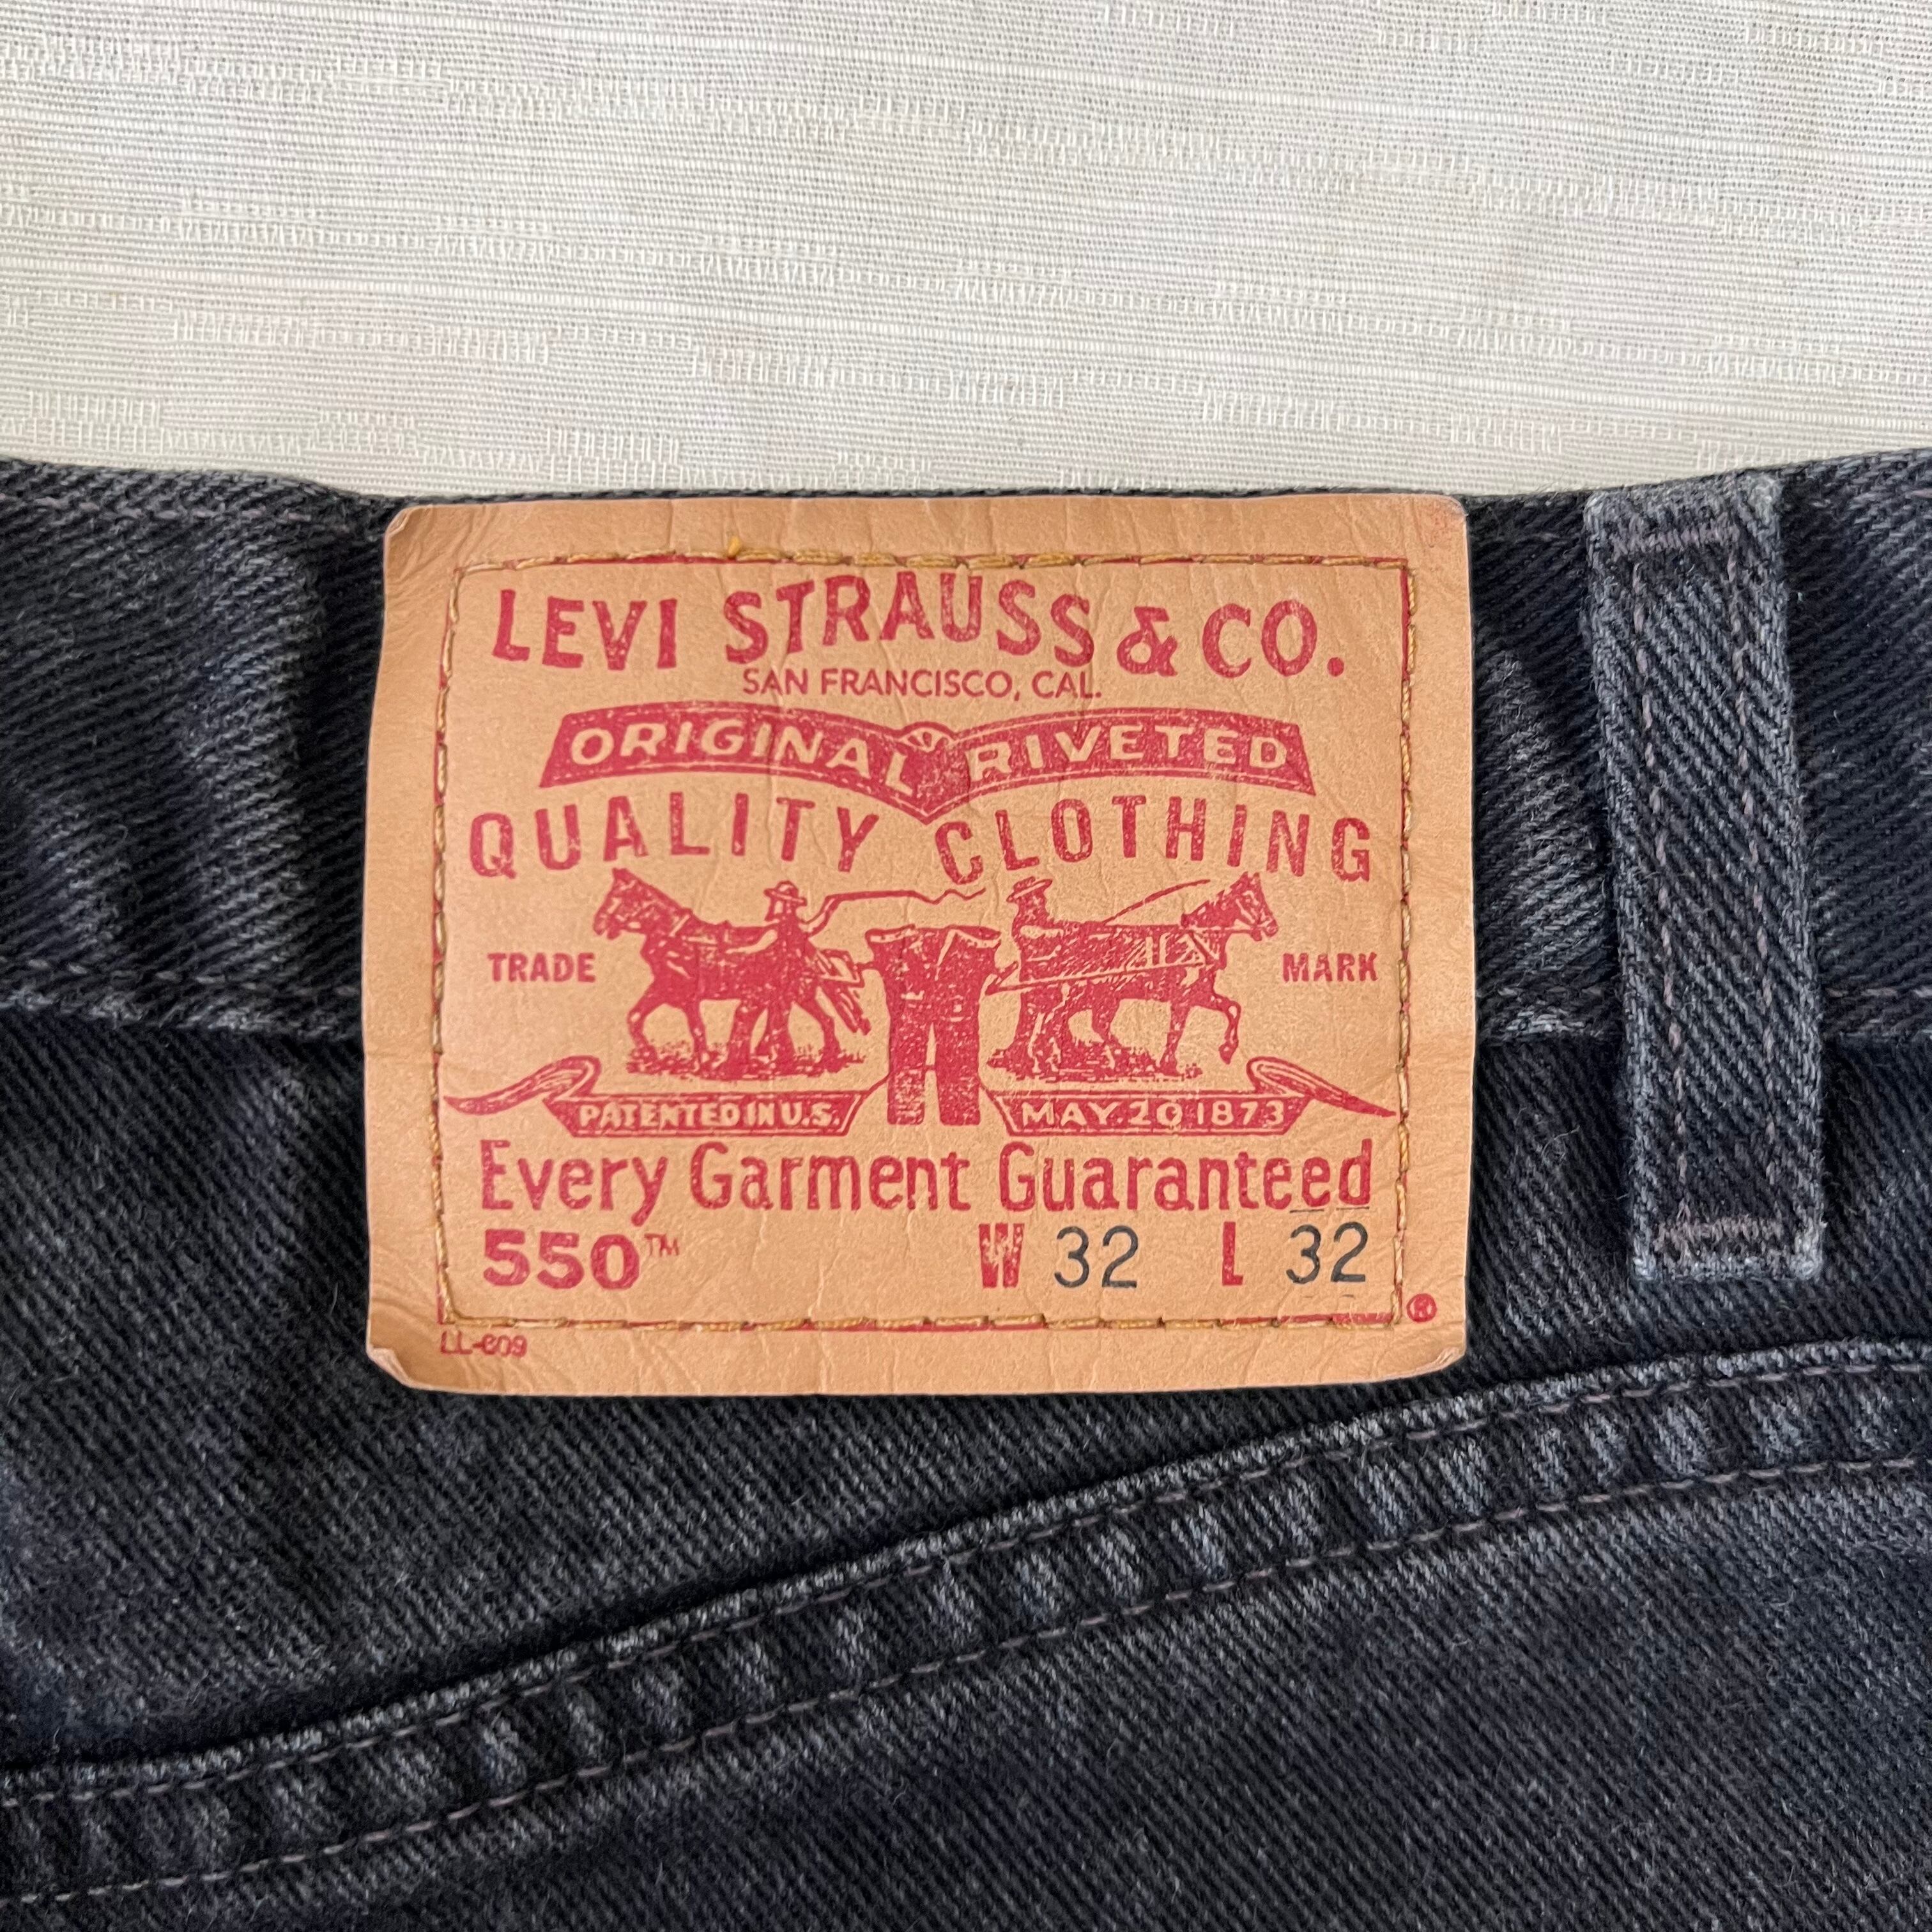 LEVI STRAUSS & CO.
SAN FRANCISCO, CAL.
ORIGINAL RIVETED
QUALITY CLOTHING
TRADE MARK
PATENTED IN U.S. MAY 20 1873
Every Garment Guaranteed
550™ W 32 L 32
®
LL-609